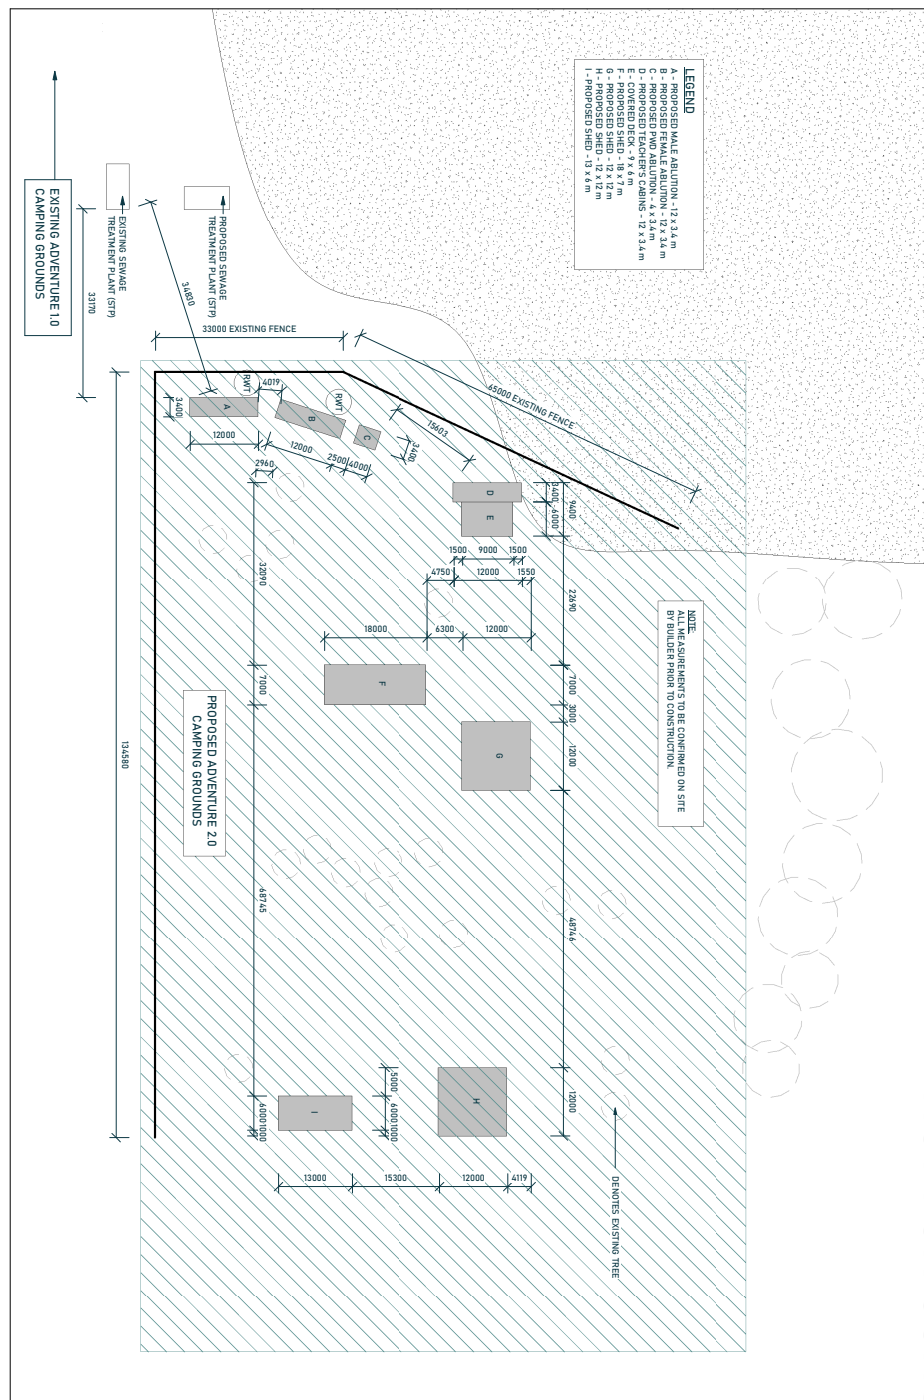 LEGEND
A - PROPOSED MALE ABLUTION - 12 x 3.4 m
B - PROPOSED FEMALE ABLUTION - 12 x 3.4 m
C - PROPOSED PWD ABLUTION - 4 x 3.4 m
D - PROPOSED TEACHER'S CABINS - 12 x 3.4 m
E - COVERED DECK - 9 x 6 m
F - PROPOSED SHED - 18 x 7 m
G - PROPOSED SHED - 12 x 12 m
H - PROPOSED SHED - 12 x 12 m
I - PROPOSED SHED - 13 x 6 m
EXISTING ADVENTURE 1.0
CAMPING GROUNDS
EXISTING SEWAGE
TREATMENT PLANT (STP)
PROPOSED SEWAGE
TREATMENT PLANT (STP)
33170
34830
33000 EXISTING FENCE
65000 EXISTING FENCE
RWT
RWT
4019
15603
3400
A
B
C
3400
12000
12000
2500
4000
2960
D
E
3400
6000
9400
1500
9000
1500
4750
12000
1550
32090
22690
18000
6300
12000
F
7000
7000
3000
G
12000
NOTE:
ALL MEASUREMENTS TO BE CONFIRMED ON SITE
BY BUILDER PRIOR TO CONSTRUCTION.
PROPOSED ADVENTURE 2.0
CAMPING GROUNDS
134580
68745
48746
5000
6000
1000
6000
1000
I
H
12000
13000
15300
12000
4119
DENOTES EXISTING TREE